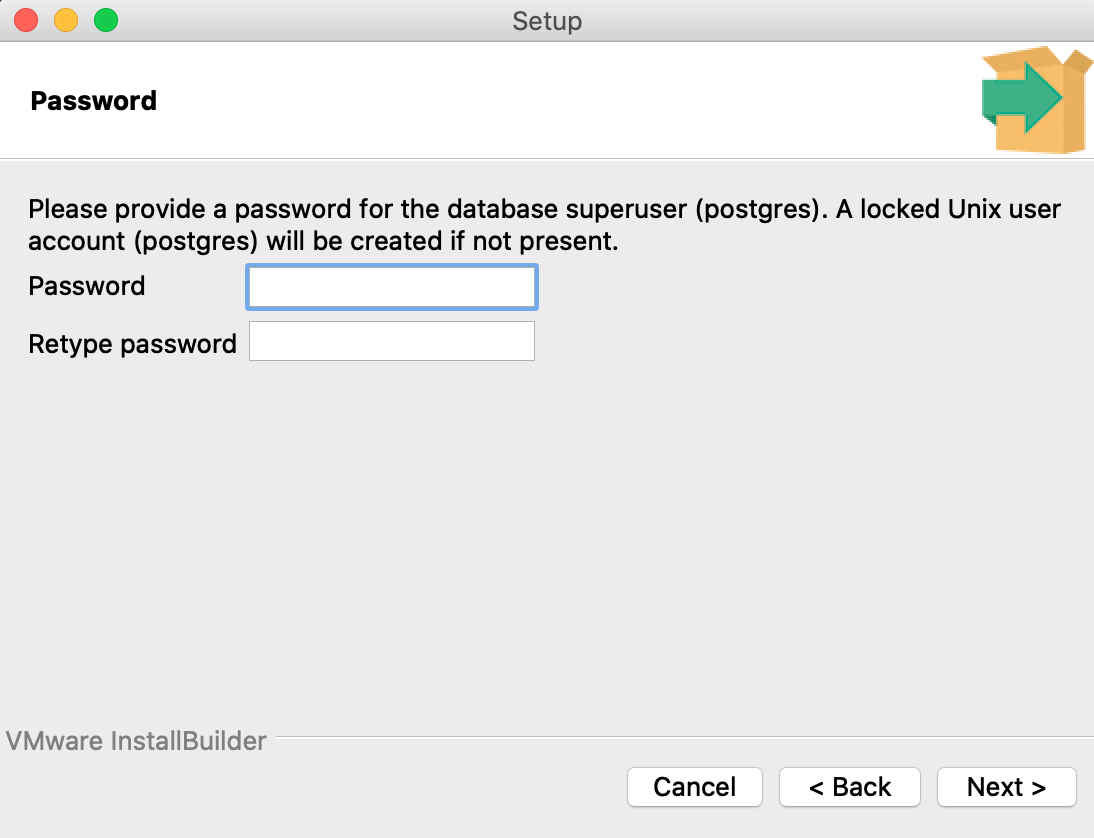 Setup
Password
Please provide a password for the database superuser (postgres). A locked Unix user
account (postgres) will be created if not present.
Password
Retype password
VMware InstallBuilder
Cancel
< Back
Next >